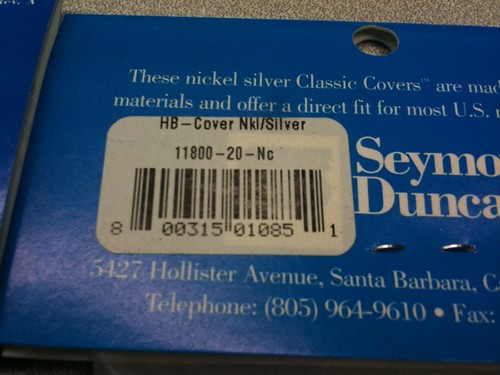 These nickel silver Classic Covers™ are mad
materials and offer a direct fit for most U.S.
HB-Cover Nkl/Silver
11800-20-Nc
8 00315 01085 1
Seymo
Dunca
5427 Hollister Avenue, Santa Barbara, Ca
Telephone: (805) 964-9610 • Fax: